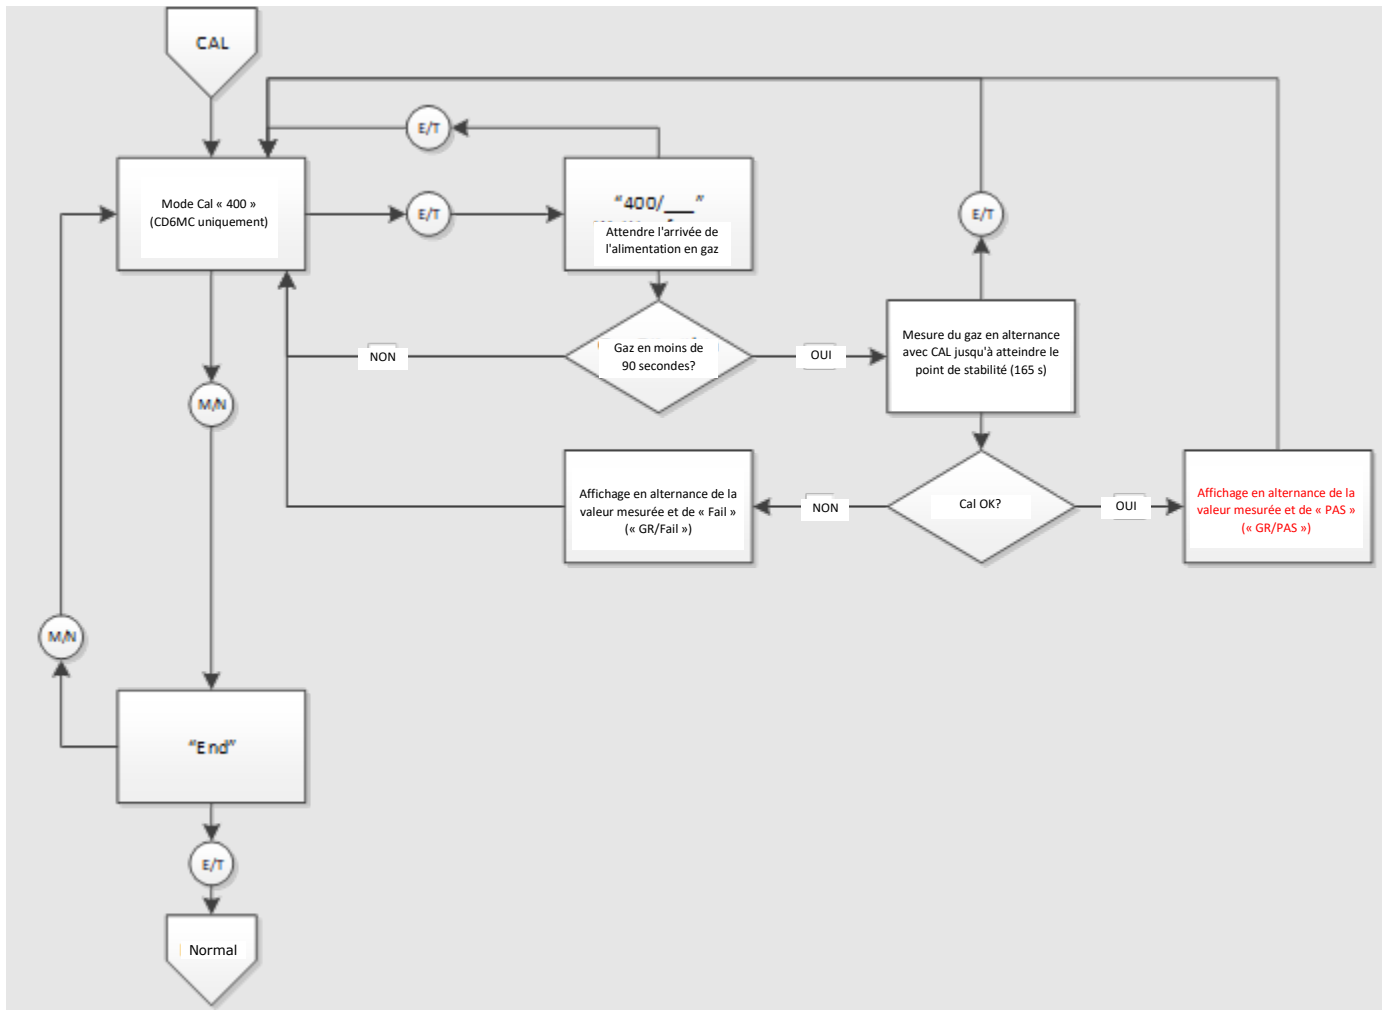 CAL
E/T
Mode Cal « 400 »
(CD6MC uniquement)
E/T
“400/___”
Attendre l'arrivée de
l'alimentation en gaz
E/T
NON
Gaz en moins de
90 secondes?
OUI
Mesure du gaz en alternance
avec CAL jusqu'à atteindre le
point de stabilité (165 s)
M/N
Affichage en alternance de la
valeur mesurée et de « Fail »
(« GR/Fail »)
NON
Cal OK?
OUI
Affichage en alternance de la
valeur mesurée et de « PAS »
(« GR/PAS »)
M/N
“End”
E/T
Normal